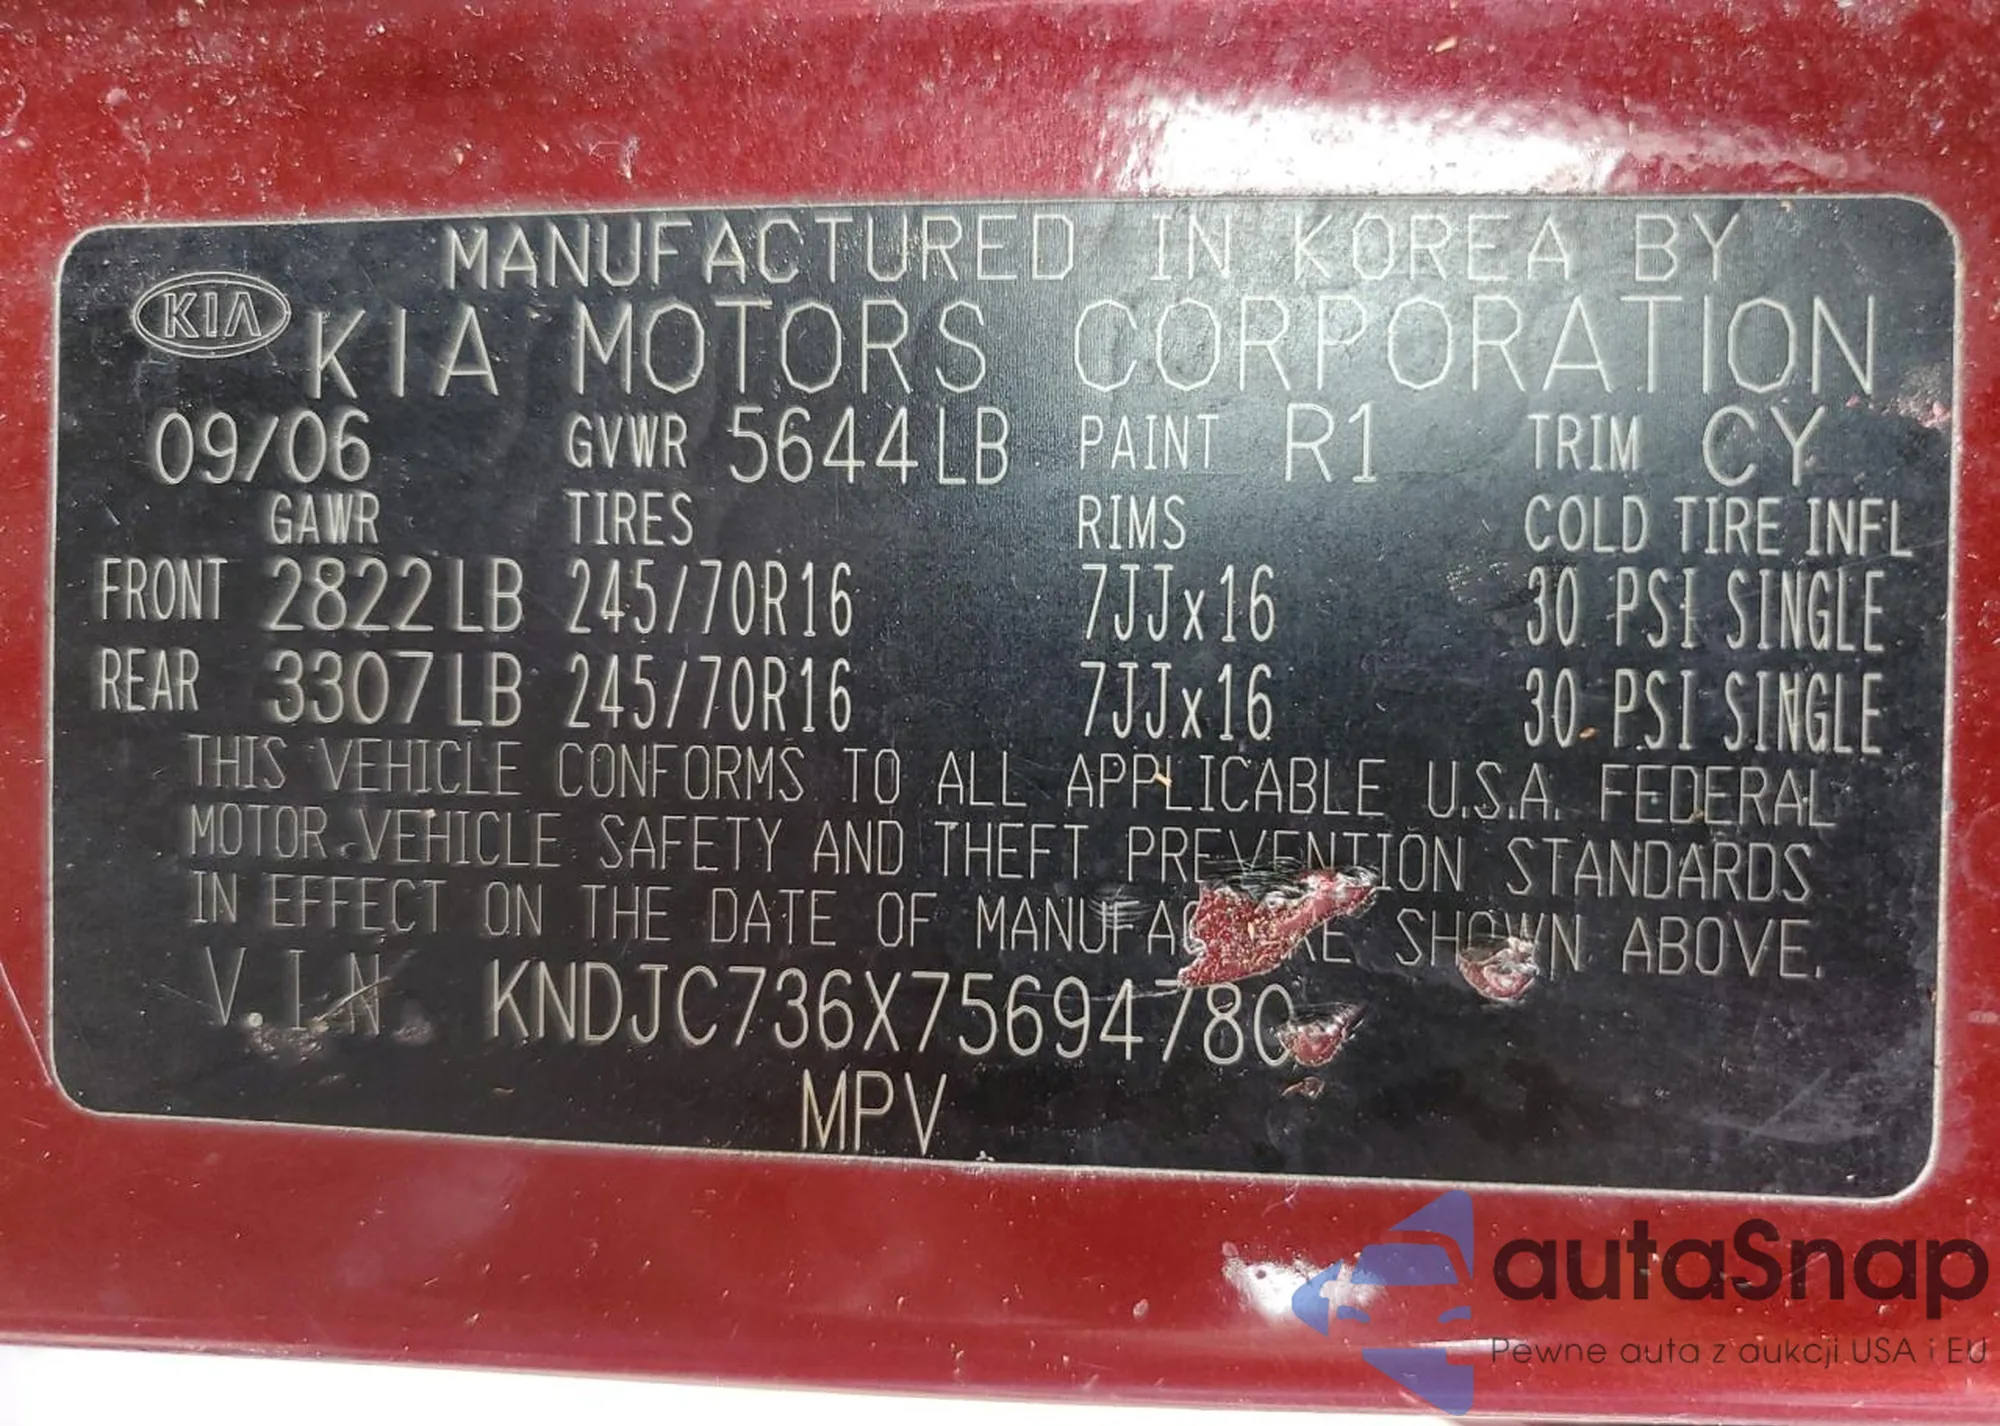 MANUFACTURED IN KOREA BY
KIA KIA MOTORS CORPORATION
09/06 GVWR 5644LB PAINT R1 TRIM CY
GAWR TIRES RIMS COLD TIRE INFL
FRONT 2822LB 245/70R16 7JJx16 30 PSI SINGLE
REAR 3307LB 245/70R16 7JJx16 30 PSI SINGLE
THIS VEHICLE CONFORMS TO ALL APPLICABLE U.S.A. FEDERAL
MOTOR VEHICLE SAFETY AND THEFT PREVENTION STANDARDS
IN EFFECT ON THE DATE OF SHOWN ABOVE.
V.I.N. KNDJC736X75694780
MPV
autaSnap
Pewne auta z aukcji USA i EU